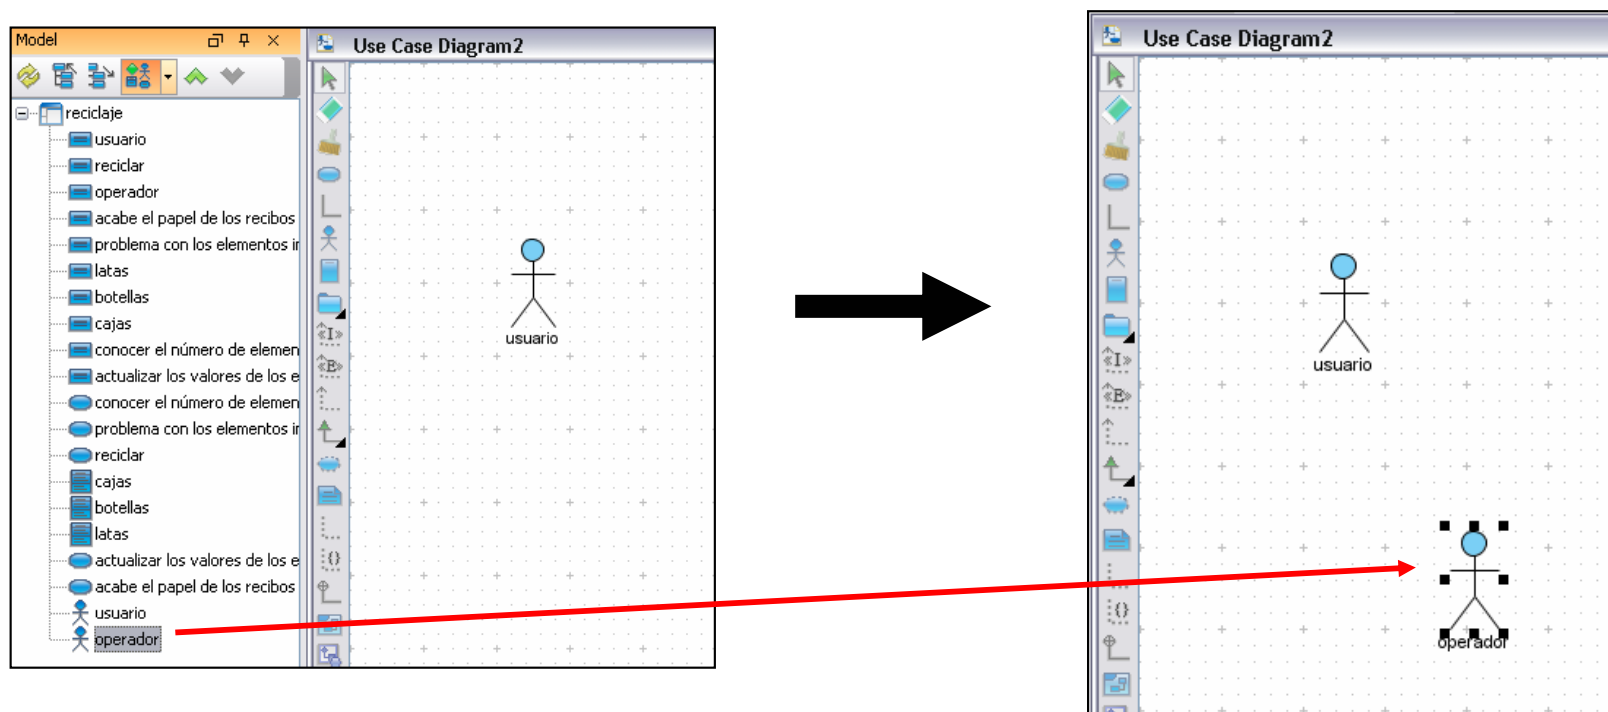 Model
Use Case Diagram2
reciclaje
usuario
reciclar
operador
acabe el papel de los recibos
problema con los elementos ir
latas
botellas
cajas
conocer el número de elemen
actualizar los valores de los e
conocer el número de elemen
problema con los elementos ir
reciclar
cajas
botellas
latas
actualizar los valores de los e
acabe el papel de los recibos
usuario
operador
«I»
«E»
{}
usuario
Use Case Diagram2
«I»
«E»
{}
usuario
operador